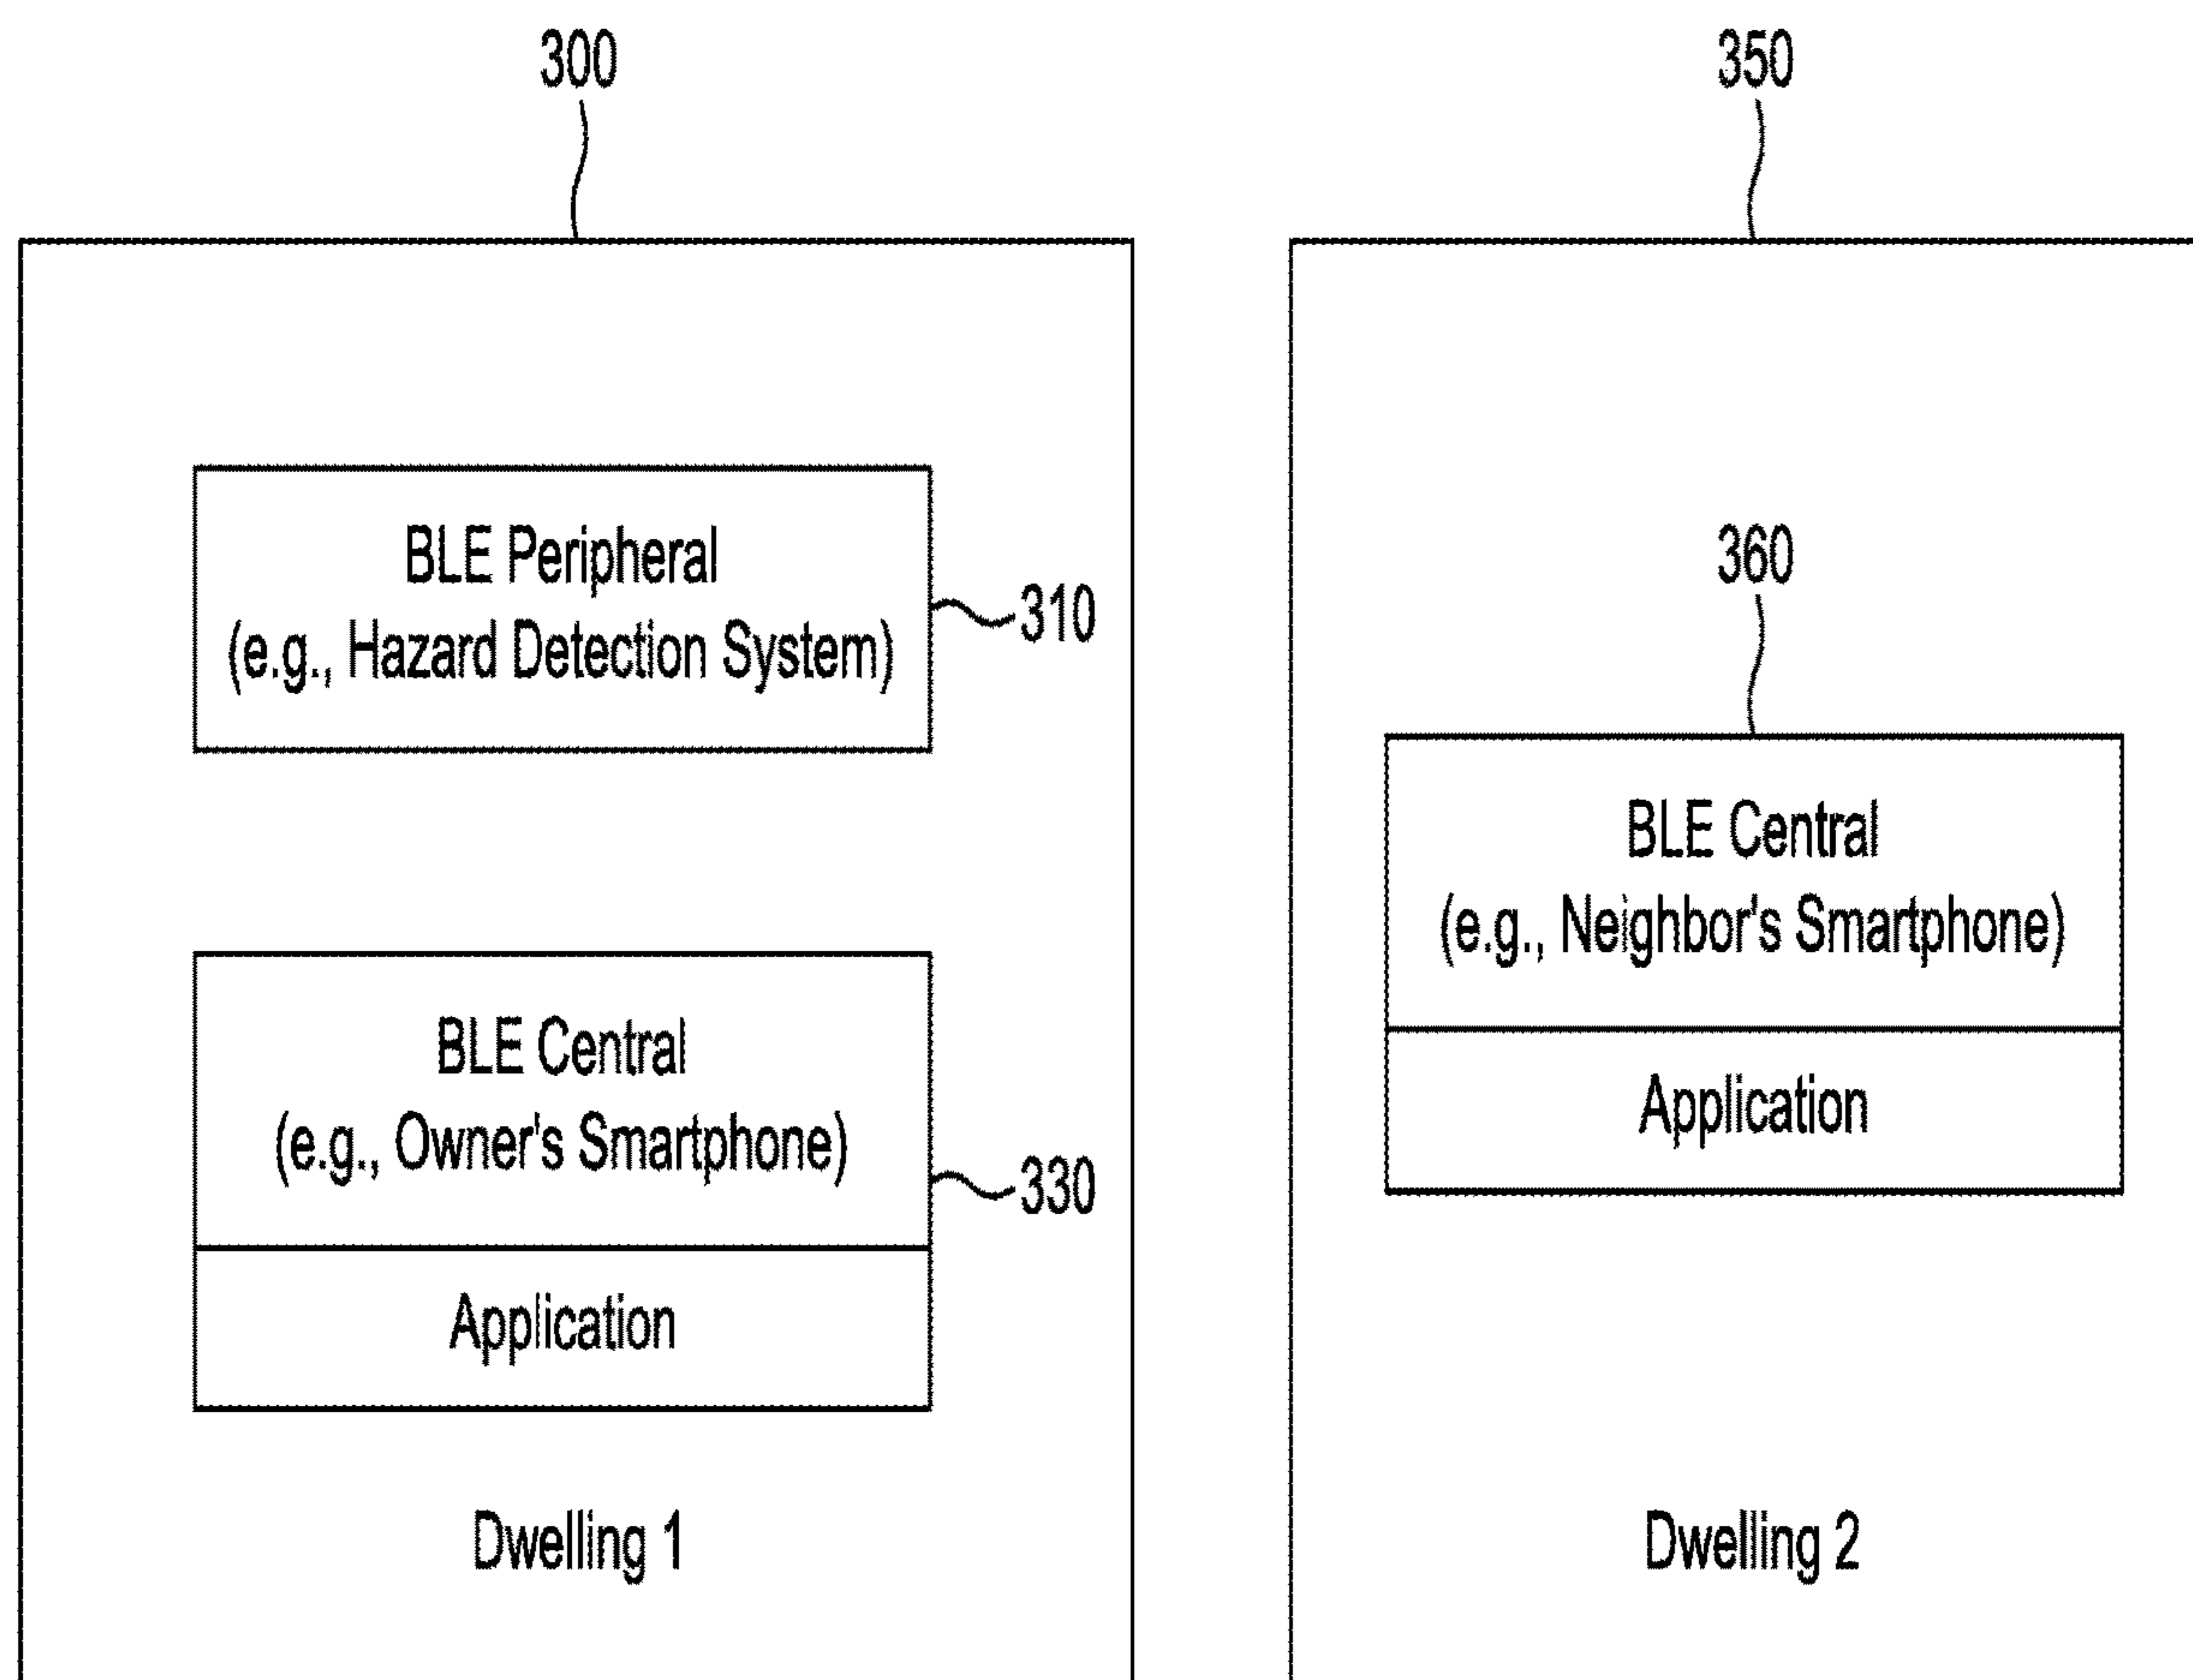 300
BLE Peripheral
(e.g., Hazard Detection System)
310
BLE Central
(e.g., Owner's Smartphone)
330
Application
Dwelling 1
350
360
BLE Central
(e.g., Neighbor's Smartphone)
Application
Dwelling 2